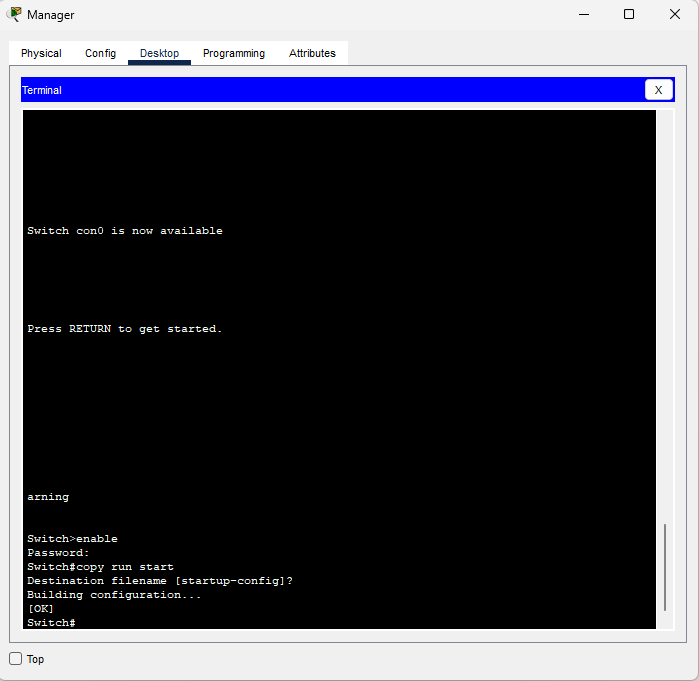 Manager
Physical Config Desktop Programming Attributes
Terminal X
Switch con0 is now available
Press RETURN to get started.
arning
Switch>enable
Password:
Switch#copy run start
Destination filename [startup-config]?
Building configuration...
[OK]
Switch#
Top